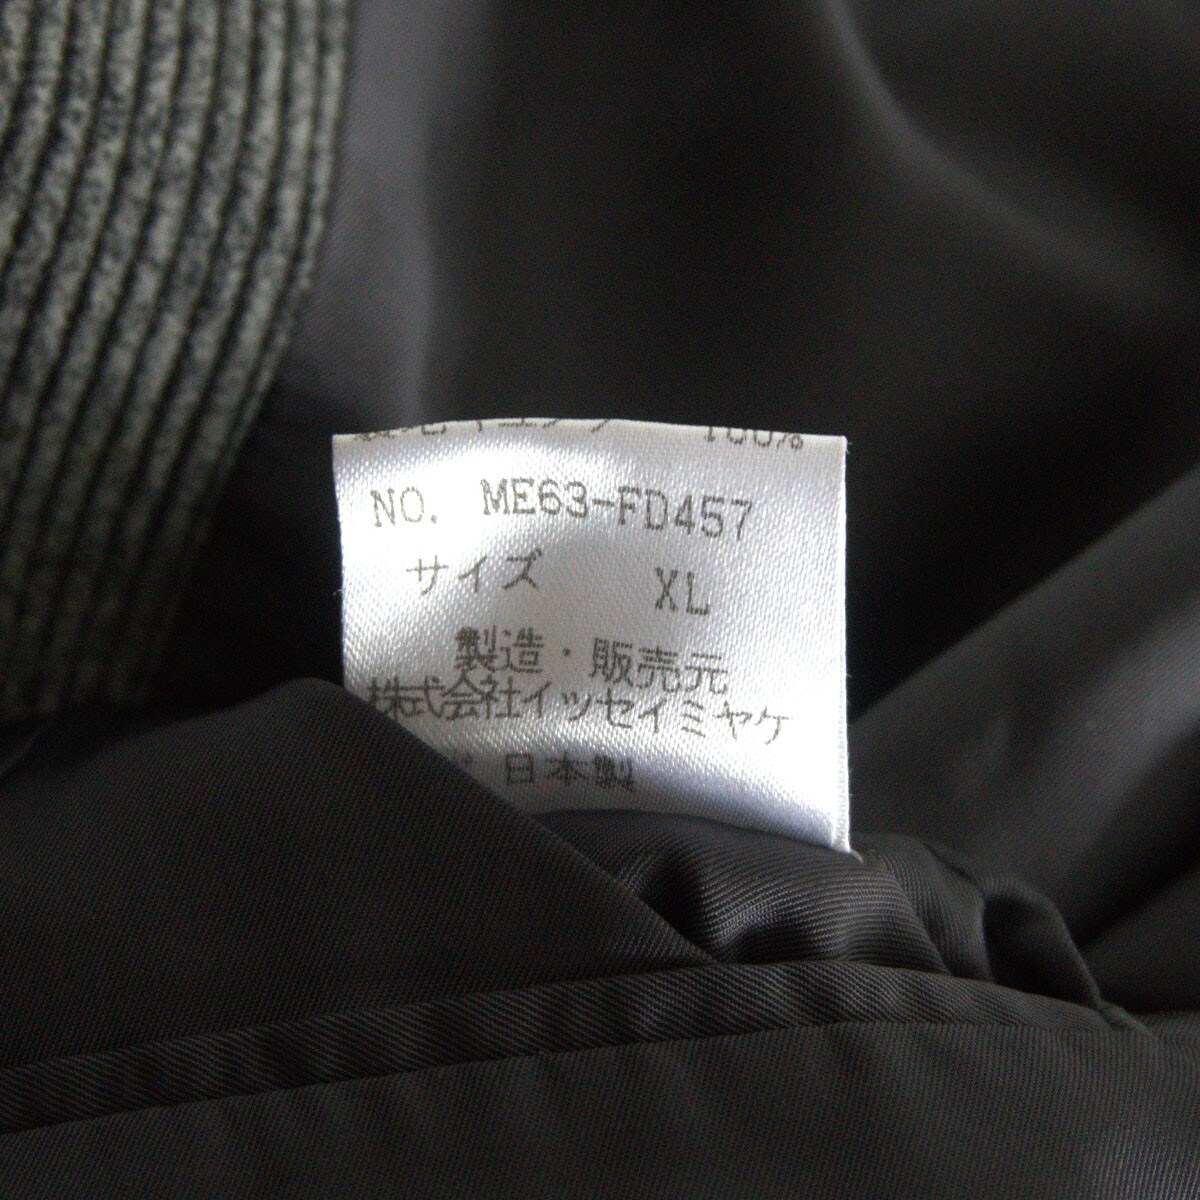 100%
NO. ME63-FD457
サイズ XL
製造・販売元
株式会社イッセイミヤケ
日本製